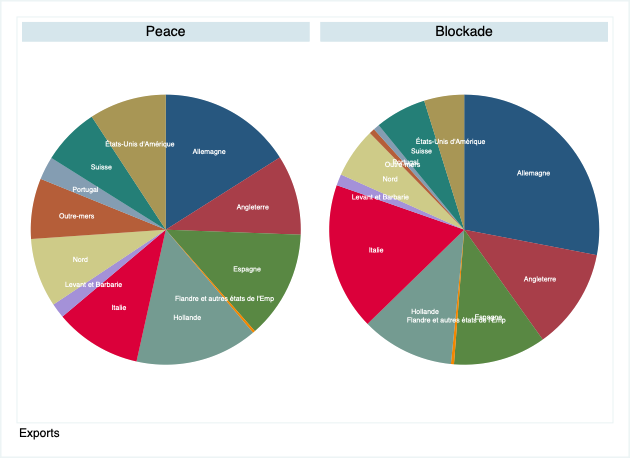 Peace
Blockade
États-Unis d'Amérique
Allemagne
Suisse
Angleterre
Portugal
Outre-mers
Nord
Espagne
Levant et Barbarie
Flandre et autres états de l'Emp
Italie
Hollande
États-Unis d'Amérique
Suisse
Portugal
Outre-mers
Allemagne
Nord
Levant et Barbarie
Italie
Angleterre
Hollande
Espagne
Flandre et autres états de l'Emp
Exports